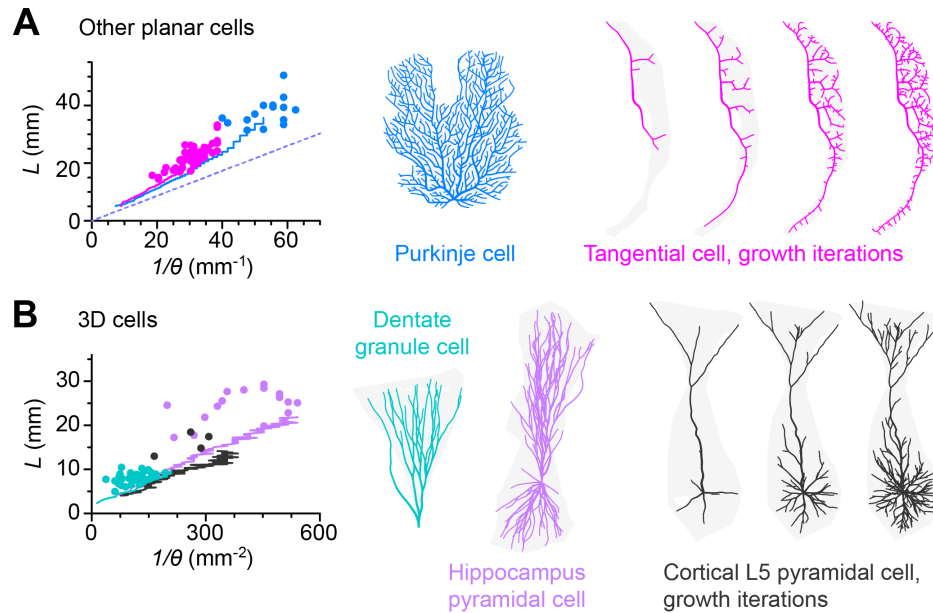 A
Other planar cells
L (mm)
40
20
0
0
20
40
60
1/θ (mm⁻¹)
Purkinje cell
Tangential cell, growth iterations
B
3D cells
L (mm)
30
20
10
0
0
300
600
1/θ (mm⁻²)
Dentate
granule cell
Hippocampus
pyramidal cell
Cortical L5 pyramidal cell,
growth iterations